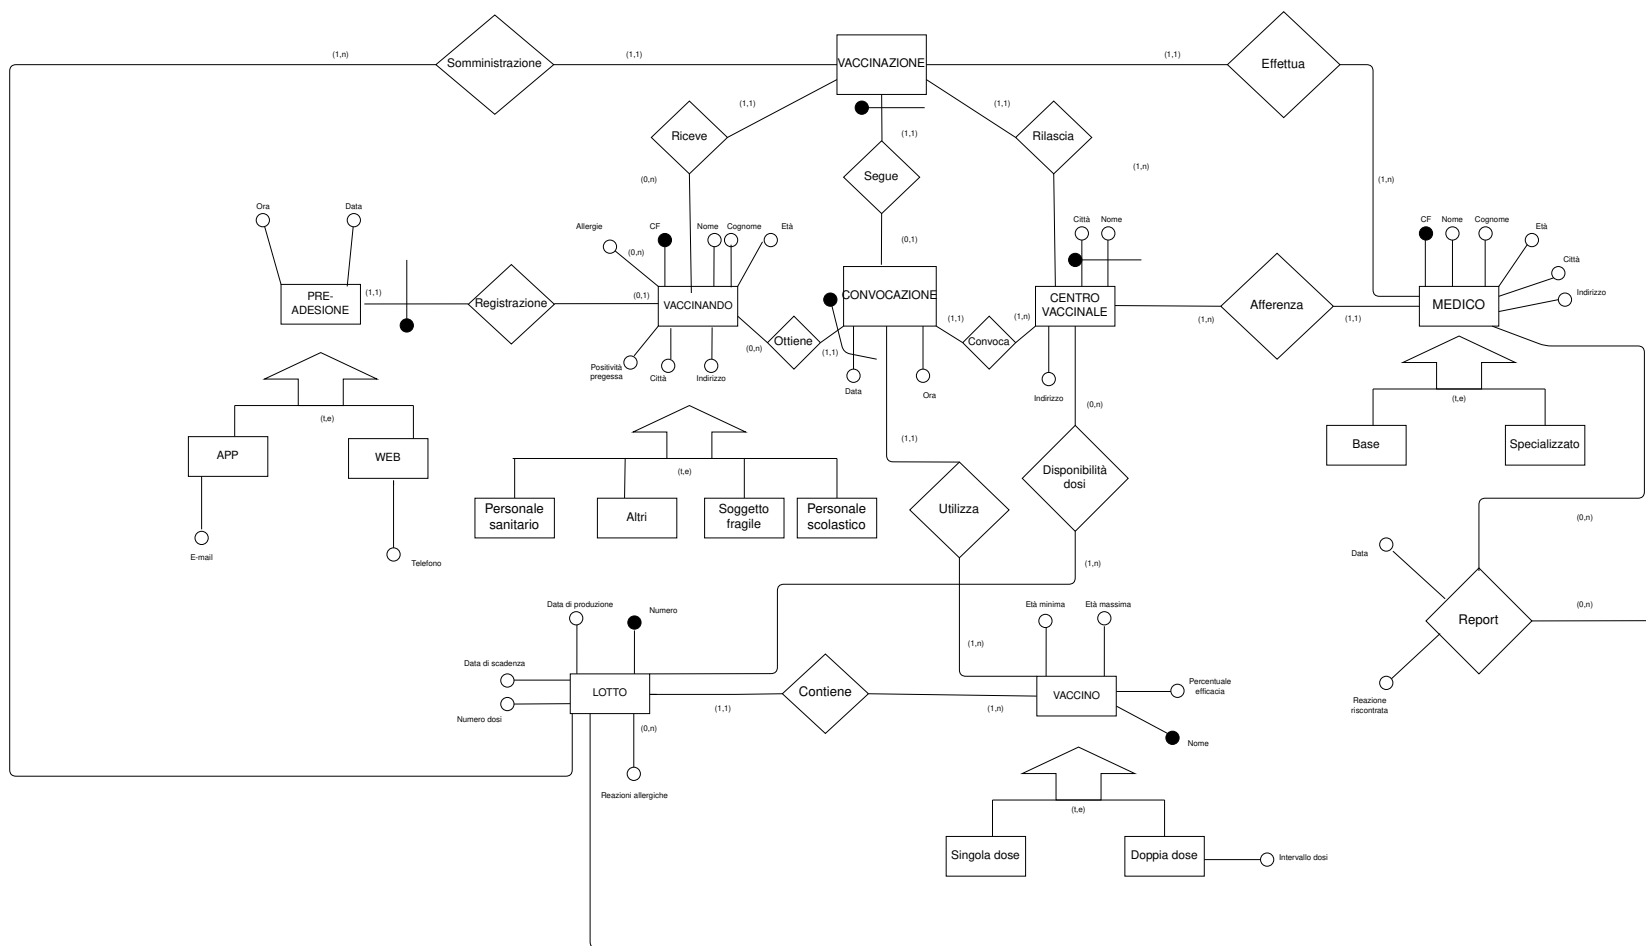 (1,n)
Somministrazione
(1,1)
VACCINAZIONE
(1,1)
Effettua
(1,1)
(1,1)
Riceve
(1,1)
Rilascia
(1,n)
Segue
(0,n)
(1,n)
Ora
Data
Allergie
CF
Nome
Cognome
Età
(0,1)
Città
Nome
CF
Nome
Cognome
Età
(0,n)
Città
(1,1)
PRE-
ADESIONE
Registrazione
(0,1)
VACCINANDO
CONVOCAZIONE
CENTRO
VACCINALE
Afferenza
MEDICO
Indirizzo
(1,1)
(1,n)
(1,n)
(1,1)
(0,n)
Ottiene
(1,1)
Convoca
Positività
pregessa
Città
Indirizzo
Data
Ora
Indirizzo
(0,n)
(t,e)
(t,e)
(1,1)
Base
Specializzato
APP
WEB
(t,e)
Disponibilità
dosi
Personale
sanitario
Altri
Soggetto
fragile
Personale
scolastico
Utilizza
(0,n)
E-mail
Telefono
(1,n)
Data
Data di produzione
Numero
Età minima
Età massima
(0,n)
Report
(1,n)
Data di scadenza
LOTTO
Contiene
VACCINO
Percentuale
efficacia
Numero dosi
(1,1)
(1,n)
Reazione
riscontrata
(0,n)
Nome
Reazioni allergiche
(t,e)
Singola dose
Doppia dose
Intervallo dosi